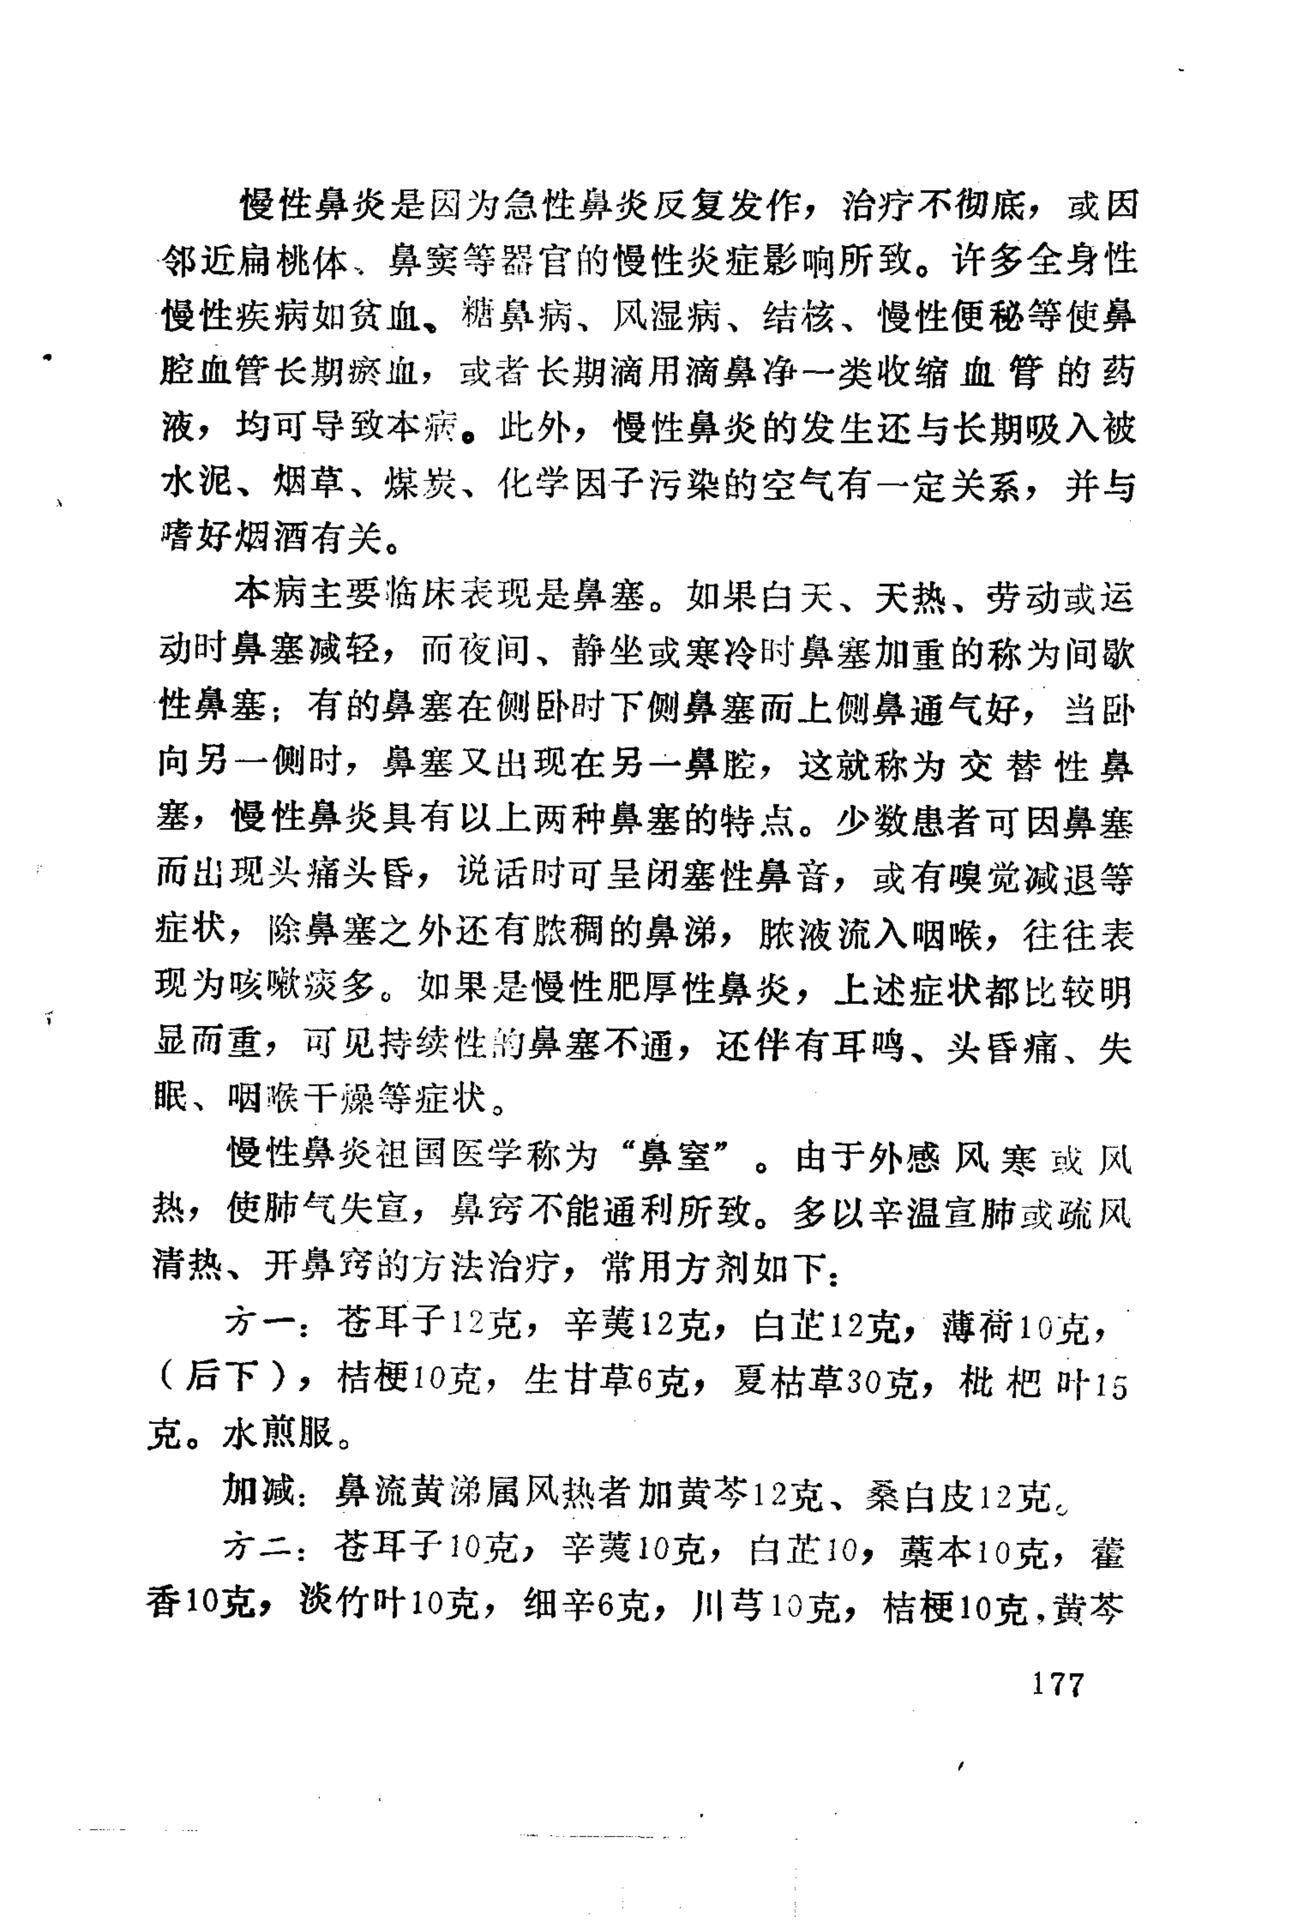 慢性鼻炎是因为急性鼻炎反复发作，治疗不彻底，或因
邻近扁桃体、鼻窦等器官的慢性炎症影响所致。许多全身性
慢性疾病如贫血、糖鼻病、风湿病、结核、慢性便秘等使鼻
腔血管长期瘀血，或者长期滴用滴鼻净一类收缩血管的药
液，均可导致本病。此外，慢性鼻炎的发生还与长期吸入被
水泥、烟草、煤炭、化学因子污染的空气有一定关系，并与
嗜好烟酒有关。
本病主要临床表现是鼻塞。如果白天、天热、劳动或运
动时鼻塞减轻，而夜间、静坐或寒冷时鼻塞加重的称为间歇
性鼻塞；有的鼻塞在侧卧时下侧鼻塞而上侧鼻通气好，当卧
向另一侧时，鼻塞又出现在另一鼻腔，这就称为交替性鼻
塞，慢性鼻炎具有以上两种鼻塞的特点。少数患者可因鼻塞
而出现头痛头昏，说话时可呈闭塞性鼻音，或有嗅觉减退等
症状，除鼻塞之外还有脓稠的鼻涕，脓液流入咽喉，往往表
现为咳嗽痰多。如果是慢性肥厚性鼻炎，上述症状都比较明
显而重，可见持续性的鼻塞不通，还伴有耳鸣、头昏痛、失
眠、咽喉干燥等症状。
慢性鼻炎祖国医学称为“鼻窒”。由于外感风寒或风
热，使肺气失宣，鼻窍不能通利所致。多以辛温宣肺或疏风
清热、开鼻窍的方法治疗，常用方剂如下：
方一：苍耳子12克，辛荑12克，白芷12克，薄荷10克，
（后下），桔梗10克，生甘草6克，夏枯草30克，枇杷叶15
克。水煎服。
加减：鼻流黄涕属风热者加黄芩12克、桑白皮12克。
方二：苍耳子10克，辛荑10克，白芷10，藁本10克，藿
香10克，淡竹叶10克，细辛6克，川芎10克，桔梗10克，黄芩
177